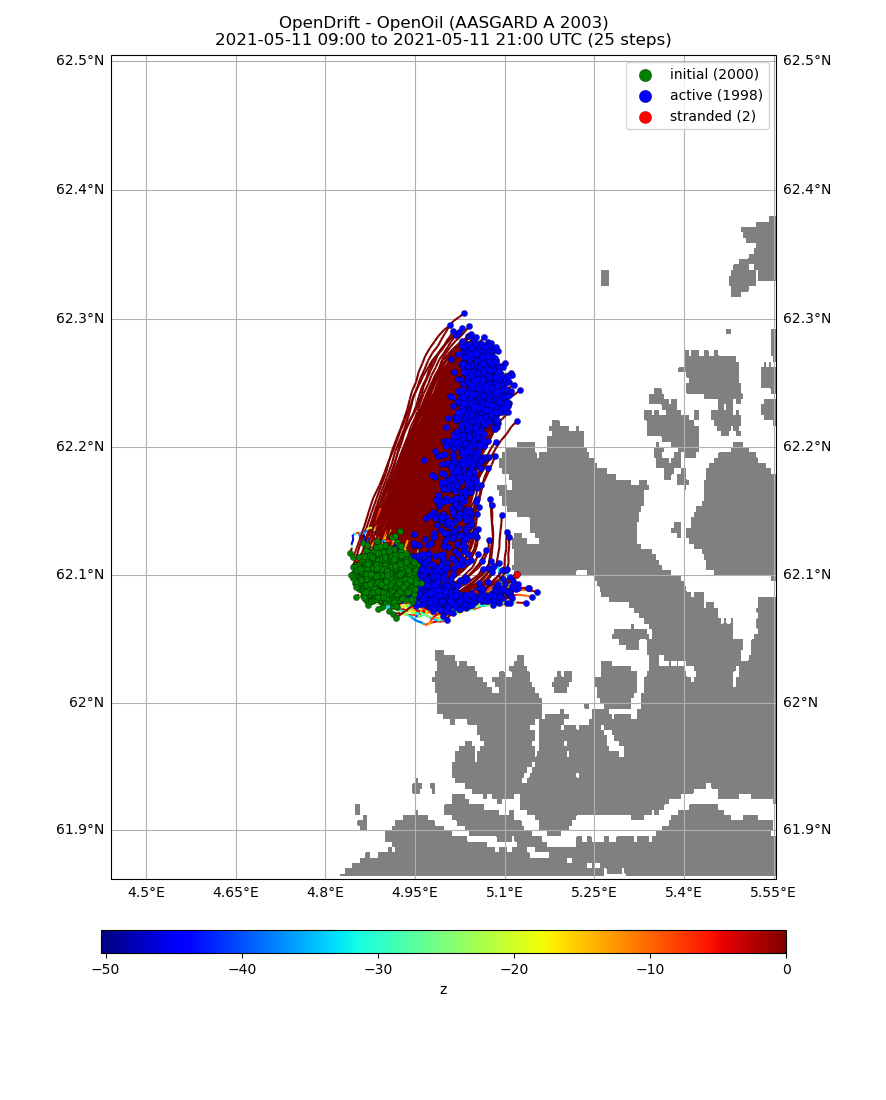 OpenDrift - OpenOil (AASGARD A 2003)
2021-05-11 09:00 to 2021-05-11 21:00 UTC (25 steps)
62.5°N
62.5°N
initial (2000)
active (1998)
stranded (2)
62.4°N
62.4°N
62.3°N
62.3°N
62.2°N
62.2°N
62.1°N
62.1°N
62°N
62°N
61.9°N
61.9°N
4.5°E 4.65°E 4.8°E 4.95°E 5.1°E 5.25°E 5.4°E 5.55°E
−50 −40 −30 −20 −10 0
z